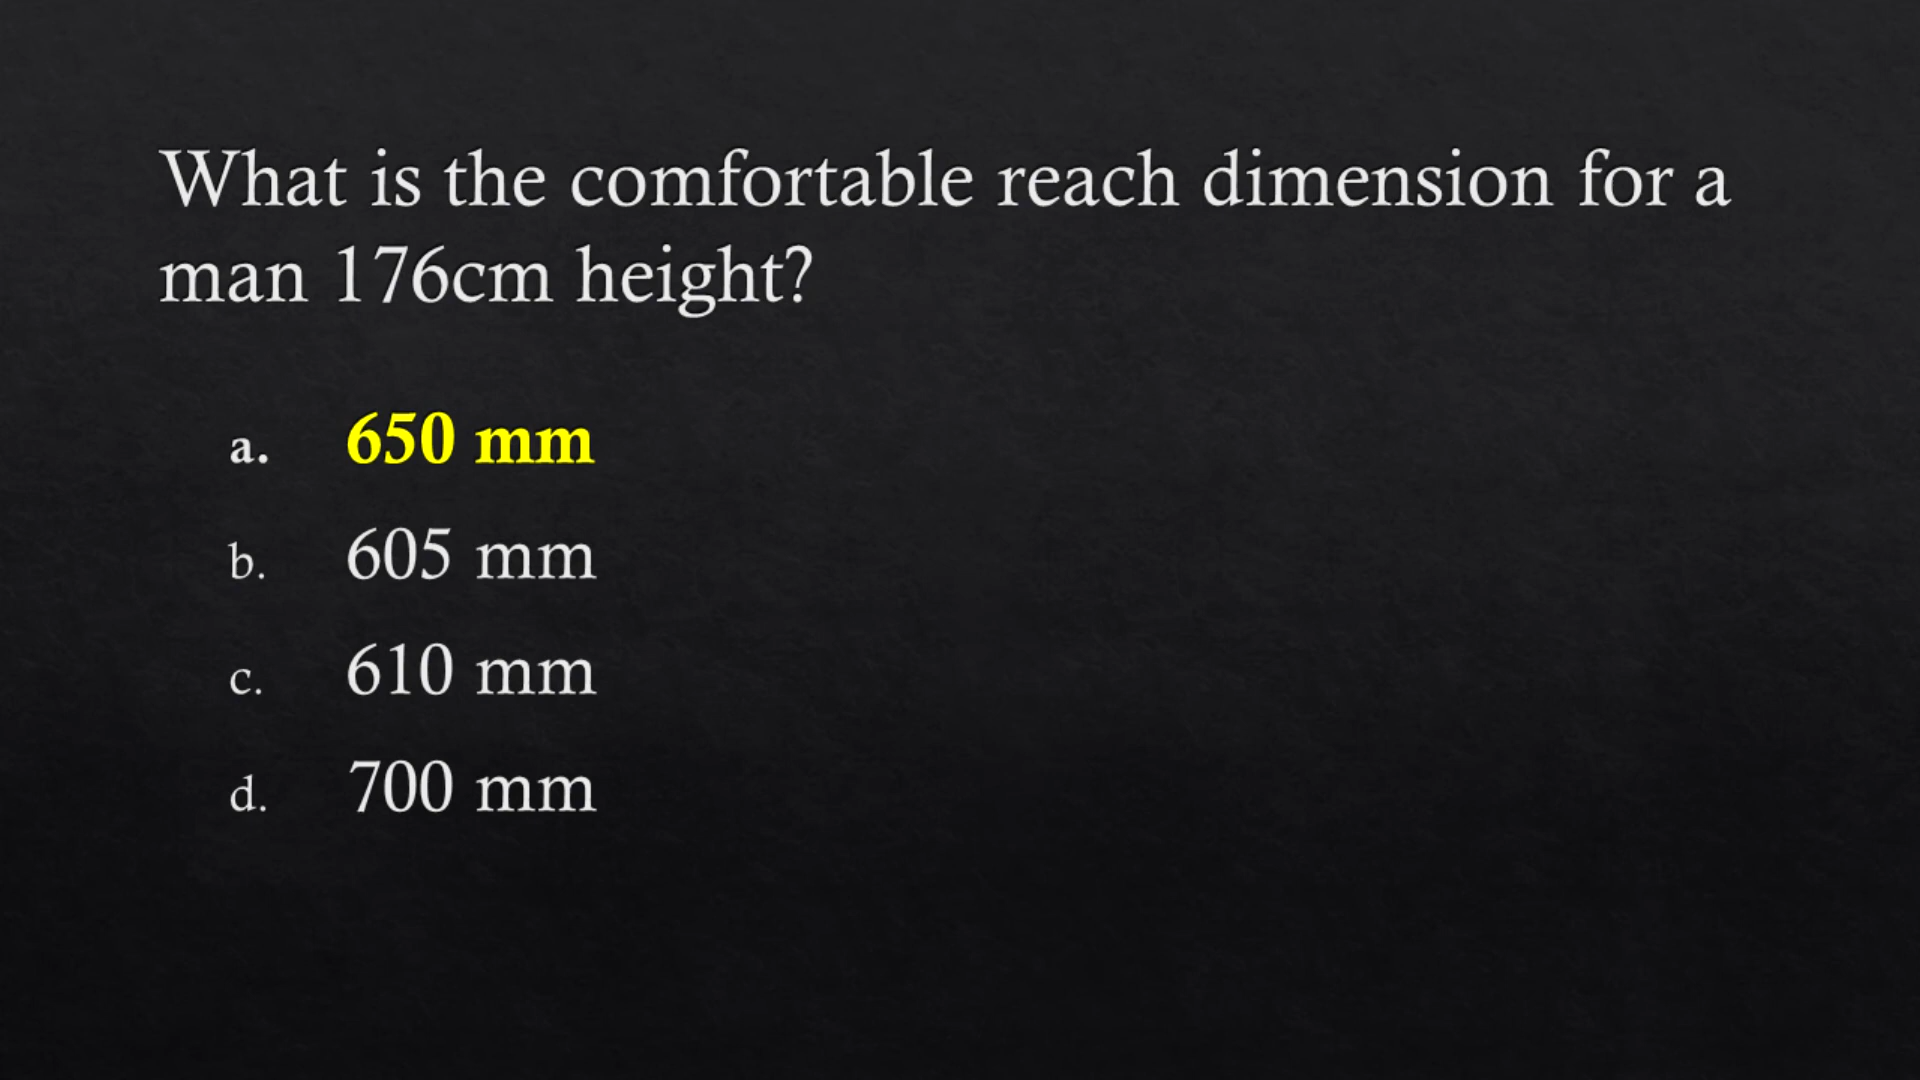 What is the comfortable reach dimension for a
man 176cm height?
a. 650 mm
b. 605 mm
c. 610 mm
d. 700 mm